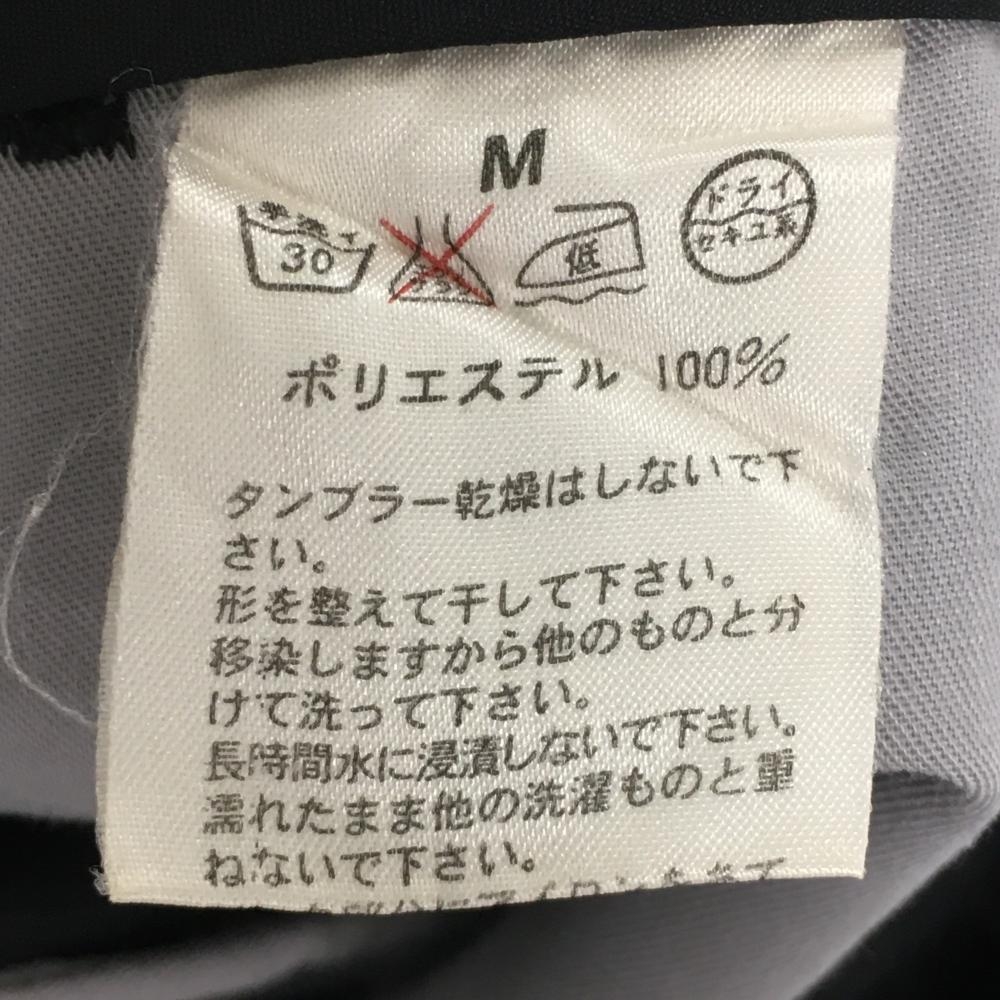 M
手洗イ
30
低
ドライ
セキユ系
ポリエステル 100%
タンブラー乾燥はしないで下
さい。
形を整えて干して下さい。
移染しますから他のものと分
けて洗って下さい。
長時間水に浸漬しないで下さい。
濡れたまま他の洗濯ものと重
ねないで下さい。